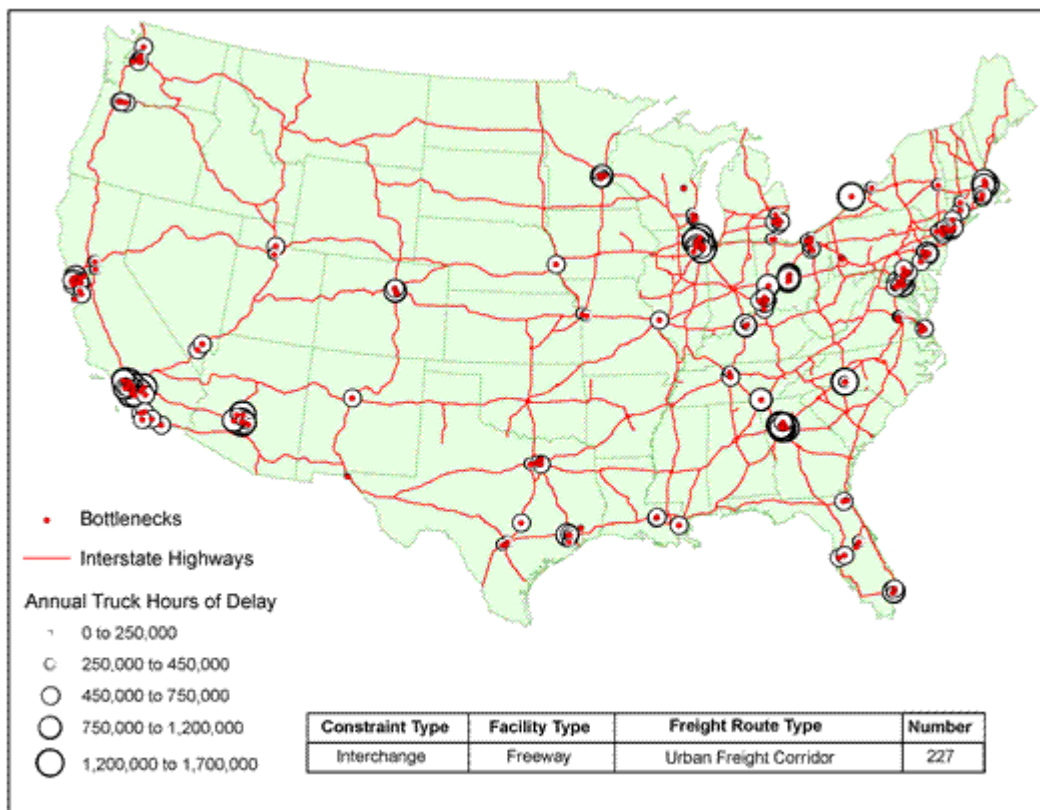 Bottlenecks
Interstate Highways
Annual Truck Hours of Delay
0 to 250,000
250,000 to 450,000
450,000 to 750,000
750,000 to 1,200,000
1,200,000 to 1,700,000
Constraint Type Facility Type Freight Route Type Number
Interchange Freeway Urban Freight Corridor 227